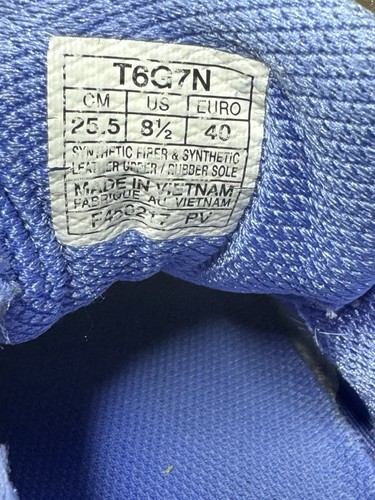 T6G7N
CM US EURO
25.5 8½ 40
SYNTHETIC FIBER & SYNTHETIC
LEATHER UPPER / RUBBER SOLE
MADE IN VIETNAM
FABRIQUE AU VIETNAM
PV